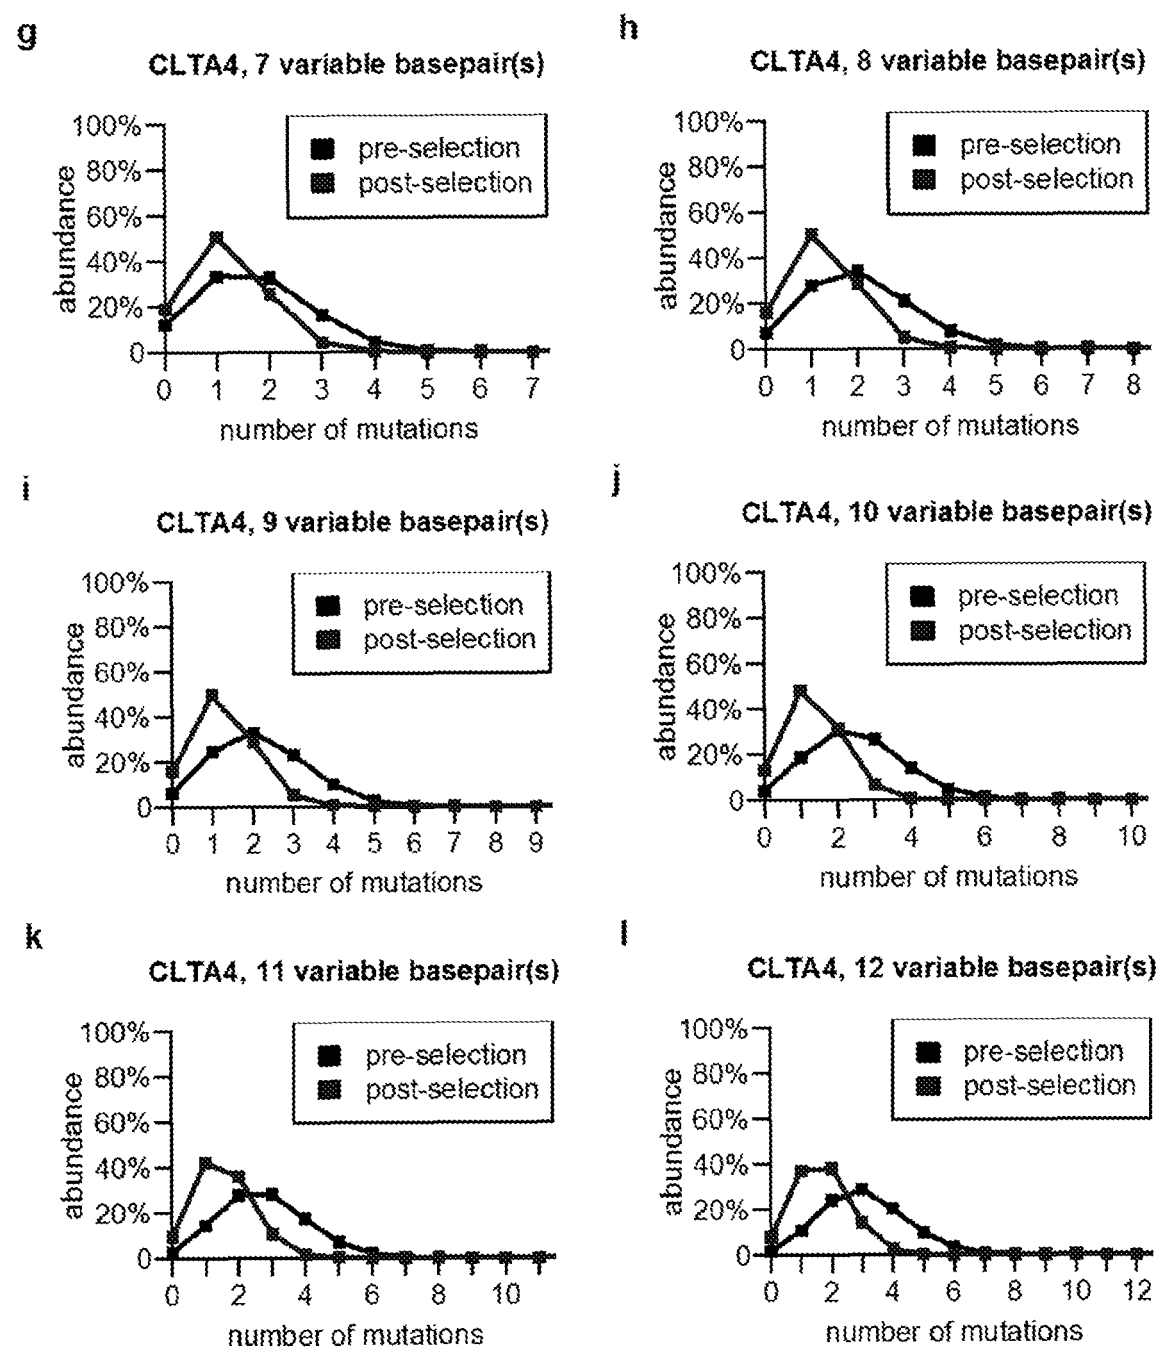 g
CLTA4, 7 variable basepair(s)
100%
80%
60%
40%
20%
0
abundance
pre-selection
post-selection
0 1 2 3 4 5 6 7
number of mutations
h
CLTA4, 8 variable basepair(s)
100%
80%
60%
40%
20%
0
abundance
pre-selection
post-selection
0 1 2 3 4 5 6 7 8
number of mutations
i
CLTA4, 9 variable basepair(s)
100%
80%
60%
40%
20%
0
abundance
pre-selection
post-selection
0 1 2 3 4 5 6 7 8 9
number of mutations
j
CLTA4, 10 variable basepair(s)
100%
80%
60%
40%
20%
0
abundance
pre-selection
post-selection
0 2 4 6 8 10
number of mutations
k
CLTA4, 11 variable basepair(s)
100%
80%
60%
40%
20%
0
abundance
pre-selection
post-selection
0 2 4 6 8 10
number of mutations
l
CLTA4, 12 variable basepair(s)
100%
80%
60%
40%
20%
0
abundance
pre-selection
post-selection
0 2 4 6 8 10 12
number of mutations